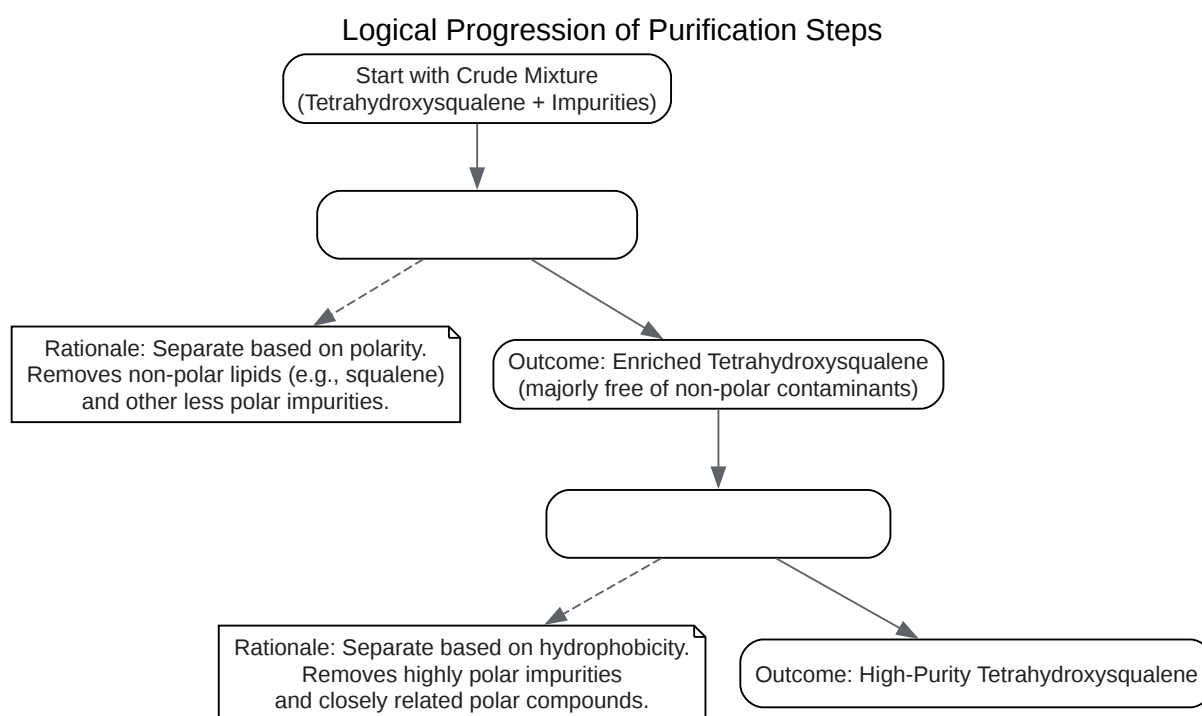 Logical Progression of Purification Steps
Start with Crude Mixture
(Tetrahydroxysqualene + Impurities)
Rationale: Separate based on polarity.
Removes non-polar lipids (e.g., squalene)
and other less polar impurities.
Outcome: Enriched Tetrahydroxysqualene
(majorly free of non-polar contaminants)
Rationale: Separate based on hydrophobicity.
Removes highly polar impurities
and closely related polar compounds.
Outcome: High-Purity Tetrahydroxysqualene